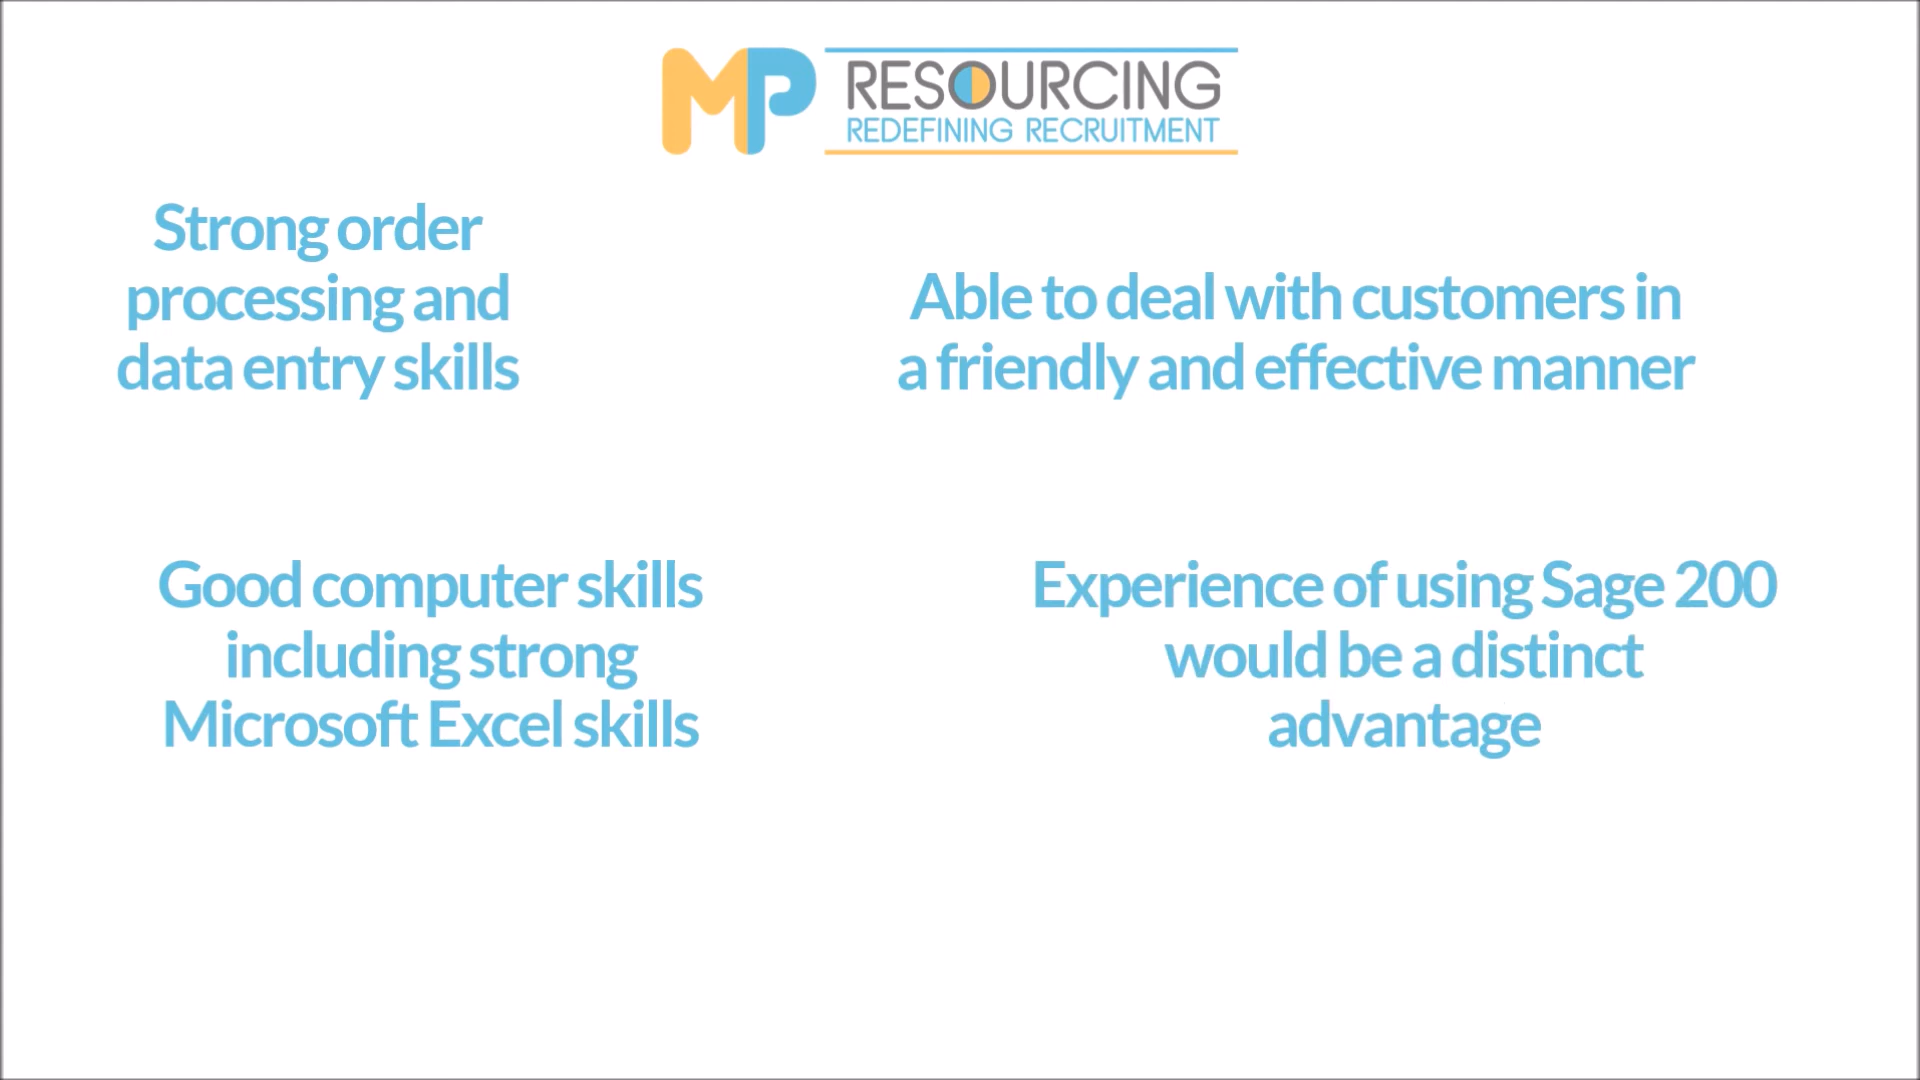 MP RESOURCING
REDEFINING RECRUITMENT
Strong order
processing and
data entry skills
Able to deal with customers in
a friendly and effective manner
Good computer skills
including strong
Microsoft Excel skills
Experience of using Sage 200
would be a distinct
advantage